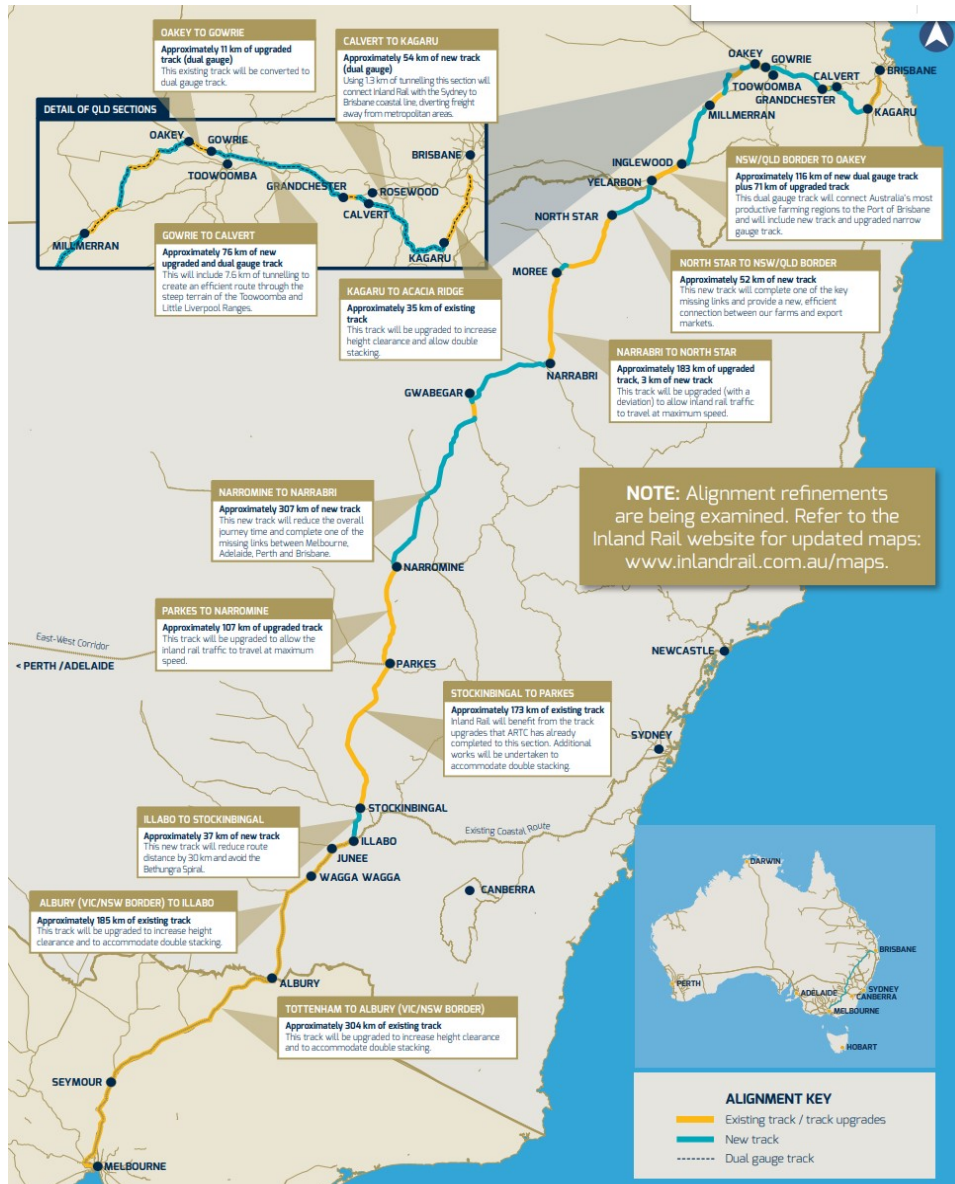 OAKEY TO GOWRIE
Approximately 11 km of upgraded
track (dual gauge)
This existing track will be converted to
dual gauge track.
CALVERT TO KAGARU
Approximately 54 km of new track
(dual gauge)
Using 1.3 km of tunnelling this section will
connect Inland Rail with the Sydney to
Brisbane coastal line, diverting freight
away from metropolitan areas.
DETAIL OF QLD SECTIONS
OAKEY
GOWRIE
TOOWOOMBA
BRISBANE
GRANDCHESTER
ROSEWOOD
CALVERT
MILLMERRAN
KAGARU
GOWRIE TO CALVERT
Approximately 76 km of new
upgraded and dual gauge track
This will include 7.6 km of tunnelling to
create an efficient route through the
steep terrain of the Toowoomba and
Little Liverpool Ranges.
KAGARU TO ACACIA RIDGE
Approximately 35 km of existing
track
This track will be upgraded to increase
height clearance and allow double
stacking.
OAKEY
GOWRIE
TOOWOOMBA
CALVERT
BRISBANE
GRANDCHESTER
MILLMERRAN
KAGARU
INGLEWOOD
YELARBON
NSW/QLD BORDER TO OAKEY
Approximately 116 km of new dual gauge track
plus 71 km of upgraded track
This dual gauge track will connect Australia's most
productive farming regions to the Port of Brisbane
and will include new track and upgraded narrow
gauge track.
NORTH STAR
NORTH STAR TO NSW/QLD BORDER
Approximately 52 km of new track
This new track will complete one of the key
missing links and provide a new, efficient
connection between our farms and export
markets.
MOREE
NARRABRI TO NORTH STAR
Approximately 183 km of upgraded
track, 3 km of new track
This track will be upgraded (with a
deviation) to allow inland rail traffic
to travel at maximum speed.
NARRABRI
GWABEGAR
NARROMINE TO NARRABRI
Approximately 307 km of new track
This new track will reduce the overall
journey time and complete one of the
missing links between Melbourne,
Adelaide, Perth and Brisbane.
NOTE: Alignment refinements
are being examined. Refer to the
Inland Rail website for updated maps:
www.inlandrail.com.au/maps.
NARROMINE
PARKES TO NARROMINE
Approximately 107 km of upgraded track
This track will be upgraded to allow the
inland rail traffic to travel at maximum
speed.
East-West Corridor
< PERTH /ADELAIDE
PARKES
NEWCASTLE
STOCKINBINGAL TO PARKES
Approximately 173 km of existing track
Inland Rail will benefit from the track
upgrades that ARTC has already
completed to this section. Additional
works will be undertaken to
accommodate double stacking.
SYDNEY
STOCKINBINGAL
ILLABO TO STOCKINBINGAL
Approximately 37 km of new track
This new track will reduce route
distance by 30 km and avoid the
Bethungra Spiral.
Existing Coastal Route
ILLABO
JUNEE
WAGGA WAGGA
CANBERRA
ALBURY (VIC/NSW BORDER) TO ILLABO
Approximately 185 km of existing track
This track will be upgraded to increase height
clearance and to accommodate double stacking.
ALBURY
TOTTENHAM TO ALBURY (VIC/NSW BORDER)
Approximately 304 km of existing track
This track will be upgraded to increase height clearance
and to accommodate double stacking.
SEYMOUR
MELBOURNE
DARWIN
BRISBANE
PERTH
ADELAIDE
SYDNEY
CANBERRA
MELBOURNE
HOBART
ALIGNMENT KEY
Existing track / track upgrades
New track
Dual gauge track